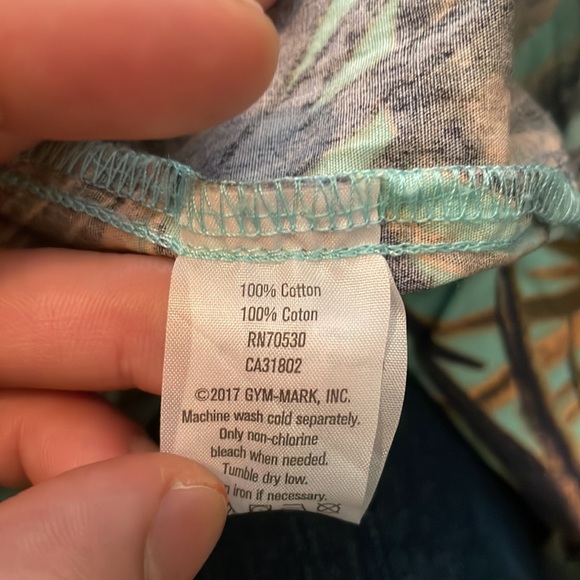 100% Cotton
100% Coton
RN70530
CA31802
©2017 GYM-MARK, INC.
Machine wash cold separately.
Only non-chlorine
bleach when needed.
Tumble dry low.
iron if necessary.